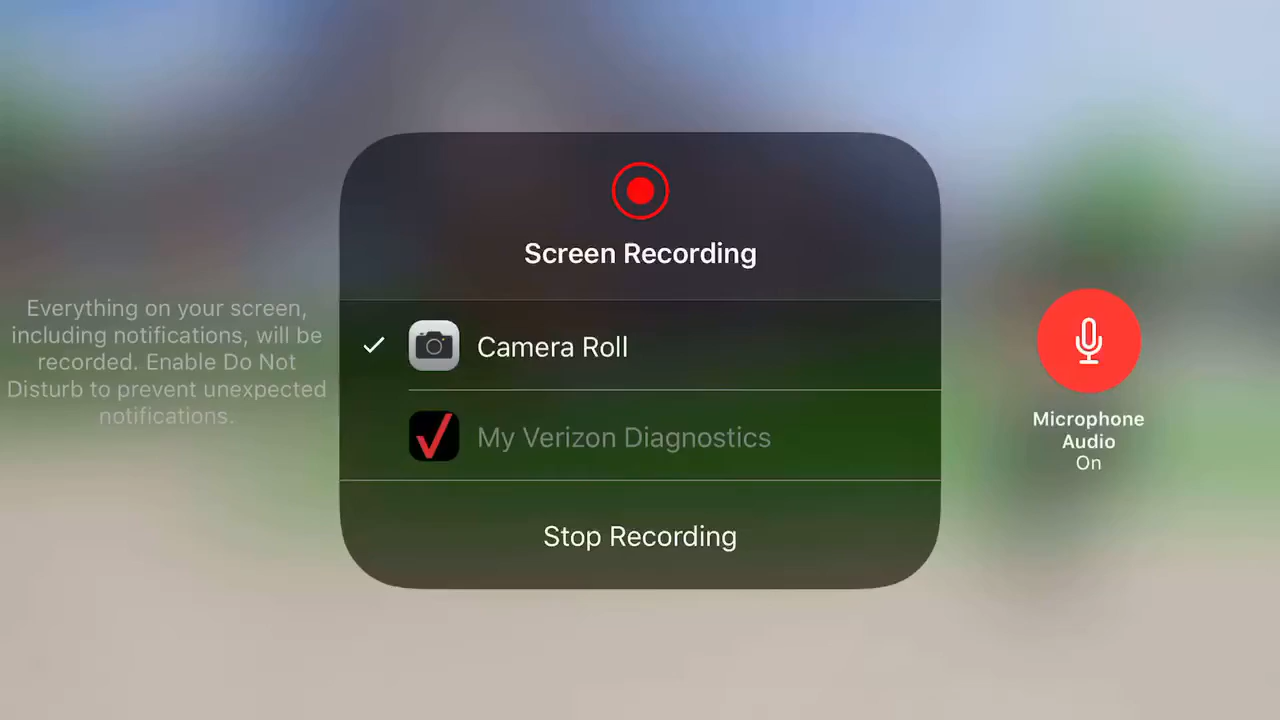 Screen Recording
Everything on your screen,
including notifications, will be
recorded. Enable Do Not
Disturb to prevent unexpected
notifications.
Camera Roll
My Verizon Diagnostics
Stop Recording
Microphone
Audio
On